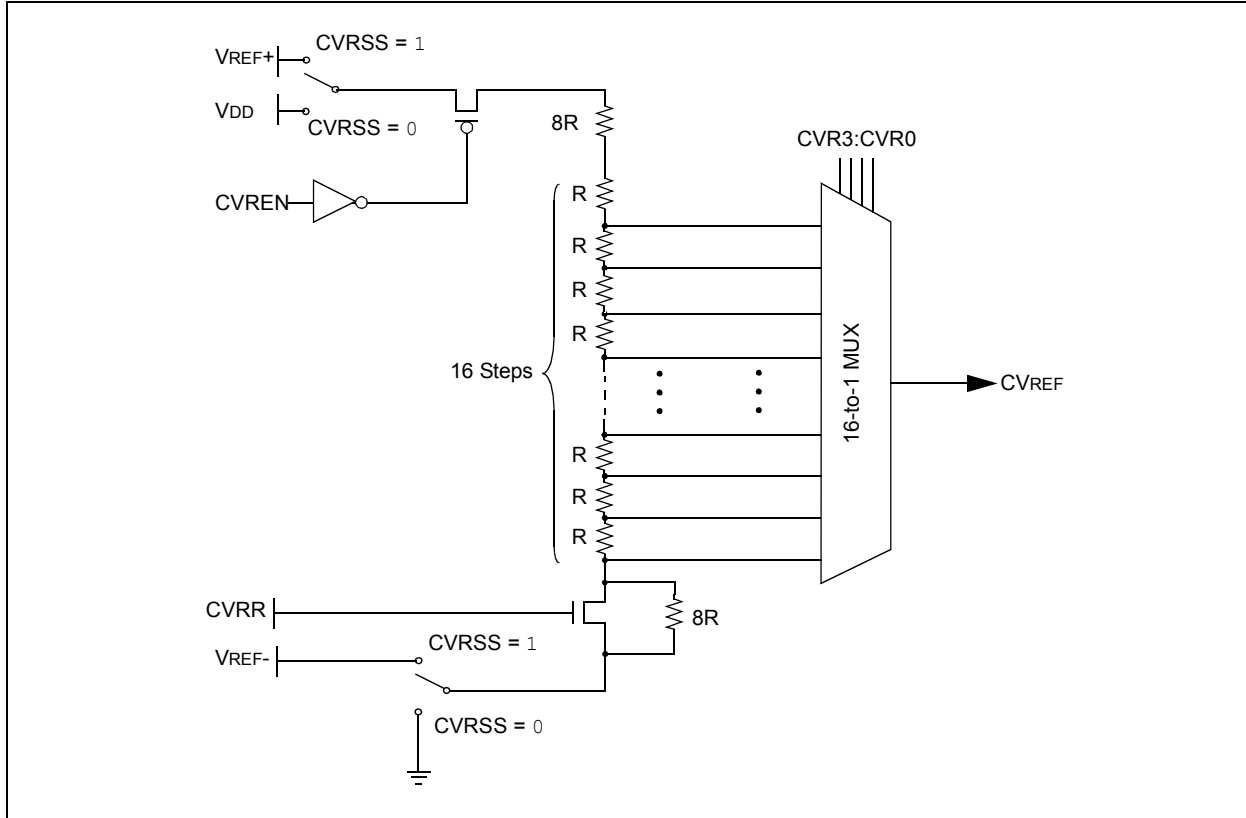 VREF+
CVRSS = 1
VDD
CVRSS = 0
8R
CVREN
CVR3:CVR0
R
R
R
R
16 Steps
R
R
R
16-to-1 MUX
CVREF
CVRR
8R
VREF-
CVRSS = 1
CVRSS = 0